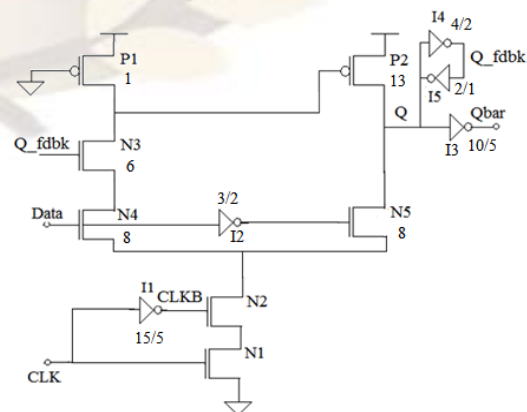 I4 4/2
P1
1
P2
13
Q_fdbk
I5 2/1
Q
Qbar
I3 10/5
Q_fdbk
N3
6
Data
N4
8
3/2
I2
N5
8
I1
CLKB
N2
15/5
N1
CLK